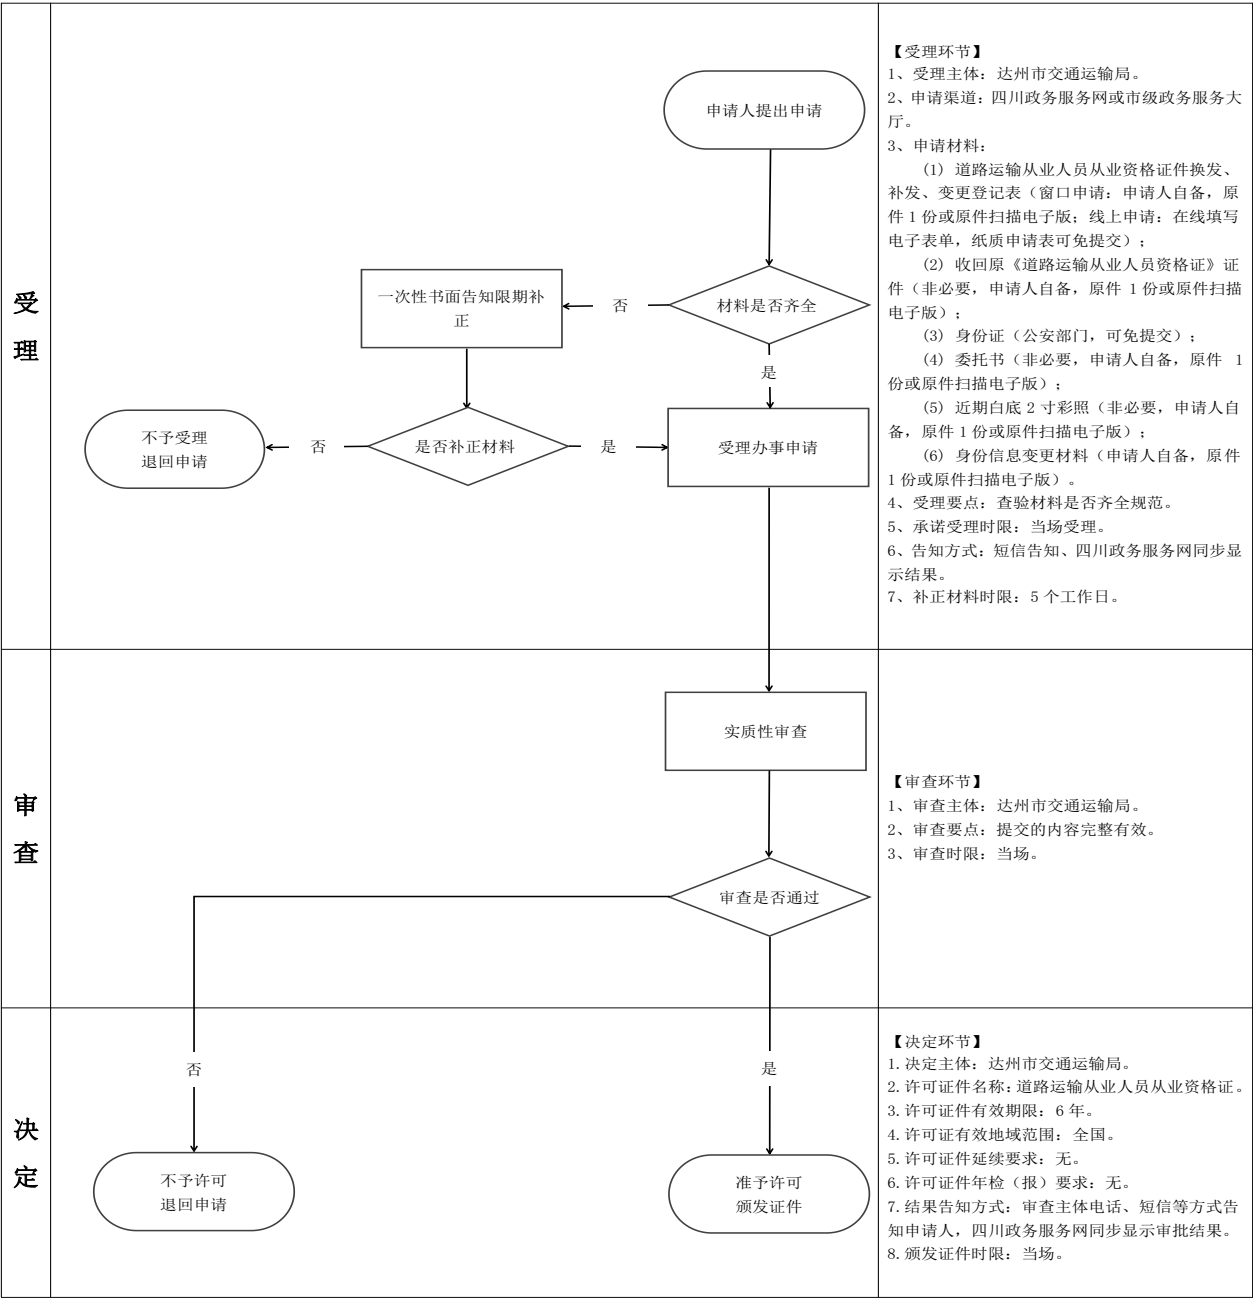 受
理
申请人提出申请
材料是否齐全
否
一次性书面告知限期补
正
是
不予受理
退回申请
否
是否补正材料
是
受理办事申请
【受理环节】
1、受理主体：达州市交通运输局。
2、申请渠道：四川政务服务网或市级政务服务大
厅。
3、申请材料：
(1) 道路运输从业人员从业资格证件换发、
补发、变更登记表（窗口申请：申请人自备，原
件 1 份或原件扫描电子版；线上申请：在线填写
电子表单，纸质申请表可免提交）；
(2) 收回原《道路运输从业人员资格证》证
件（非必要，申请人自备，原件 1 份或原件扫描
电子版）；
(3) 身份证（公安部门，可免提交）；
(4) 委托书（非必要，申请人自备，原件 1
份或原件扫描电子版）；
(5) 近期白底 2 寸彩照（非必要，申请人自
备，原件 1 份或原件扫描电子版）；
(6) 身份信息变更材料（申请人自备，原件
1 份或原件扫描电子版）。
4、受理要点：查验材料是否齐全规范。
5、承诺受理时限：当场受理。
6、告知方式：短信告知、四川政务服务网同步显
示结果。
7、补正材料时限：5 个工作日。
审
查
实质性审查
审查是否通过
【审查环节】
1、审查主体：达州市交通运输局。
2、审查要点：提交的内容完整有效。
3、审查时限：当场。
决
定
否
是
不予许可
退回申请
准予许可
颁发证件
【决定环节】
1.决定主体：达州市交通运输局。
2.许可证件名称：道路运输从业人员从业资格证。
3.许可证件有效期限：6 年。
4.许可证有效地域范围：全国。
5.许可证件延续要求：无。
6.许可证件年检（报）要求：无。
7.结果告知方式：审查主体电话、短信等方式告
知申请人，四川政务服务网同步显示审批结果。
8.颁发证件时限：当场。